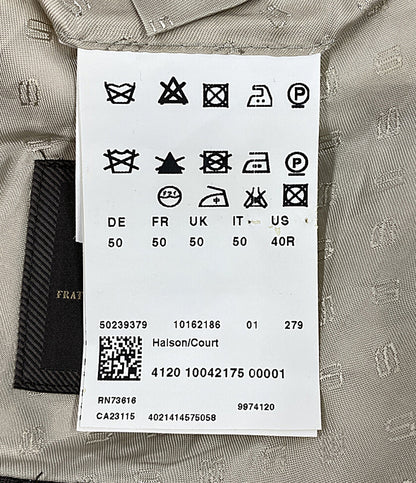 DE FR UK IT US
50 50 50 50 40R
50239379 10162186 01 279
Halson/Court
4120 10042175 00001
RN73616
9974120
CA23115 4021414575058
FRAT